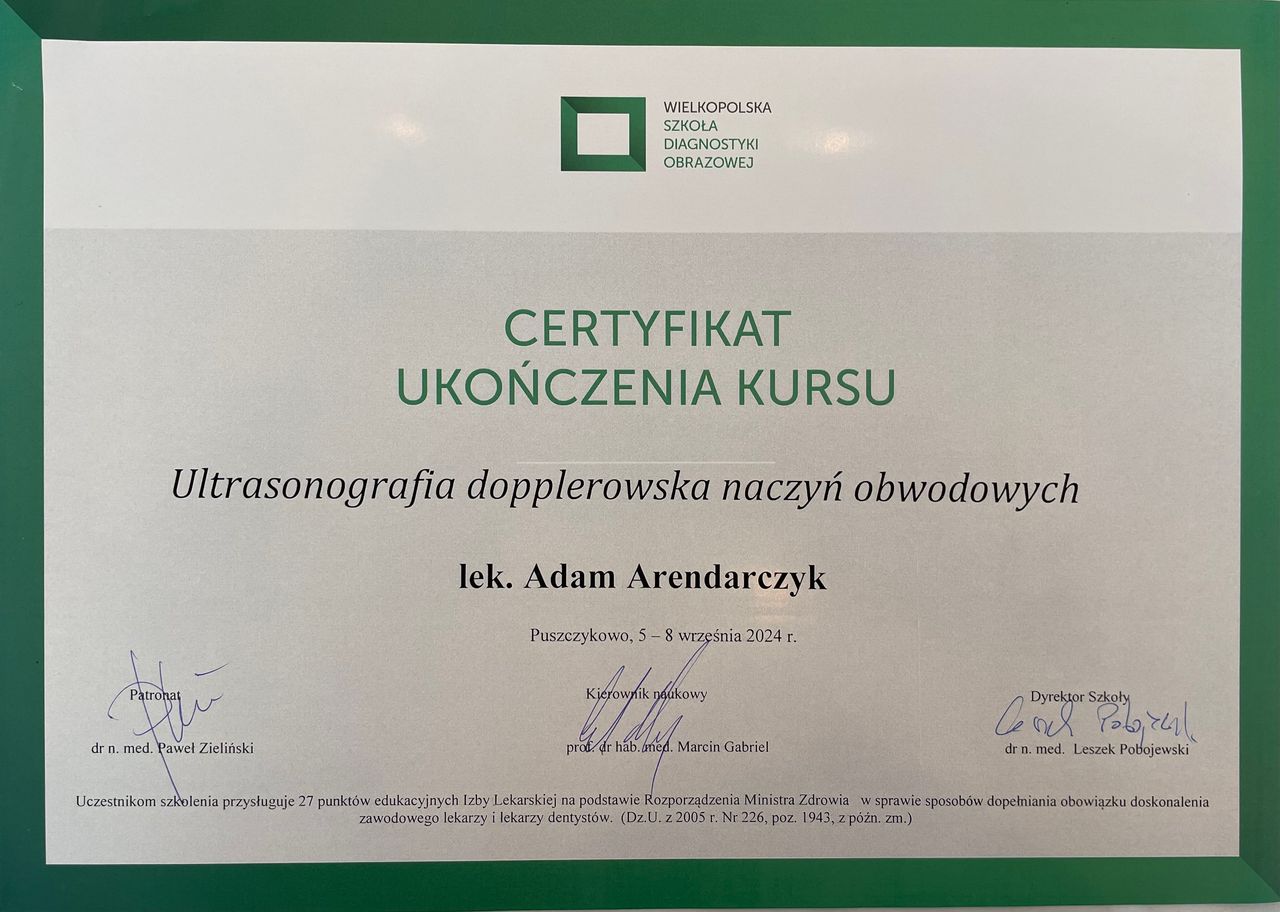 WIELKOPOLSKA
SZKOŁA
DIAGNOSTYKI
OBRAZOWEJ
CERTYFIKAT
UKOŃCZENIA KURSU
Ultrasonografia dopplerowska naczyń obwodowych
lek. Adam Arendarczyk
Puszczykowo, 5 – 8 września 2024 r.
Patronat
dr n. med. Paweł Zieliński
Kierownik naukowy
prof. dr hab. med. Marcin Gabriel
Dyrektor Szkoły
Leszek Pobojewski
dr n. med. Leszek Pobojewski
Uczestnikom szkolenia przysługuje 27 punktów edukacyjnych Izby Lekarskiej na podstawie Rozporządzenia Ministra Zdrowia w sprawie sposobów dopełniania obowiązku doskonalenia
zawodowego lekarzy i lekarzy dentystów. (Dz.U. z 2005 r. Nr 226, poz. 1943, z późn. zm.)